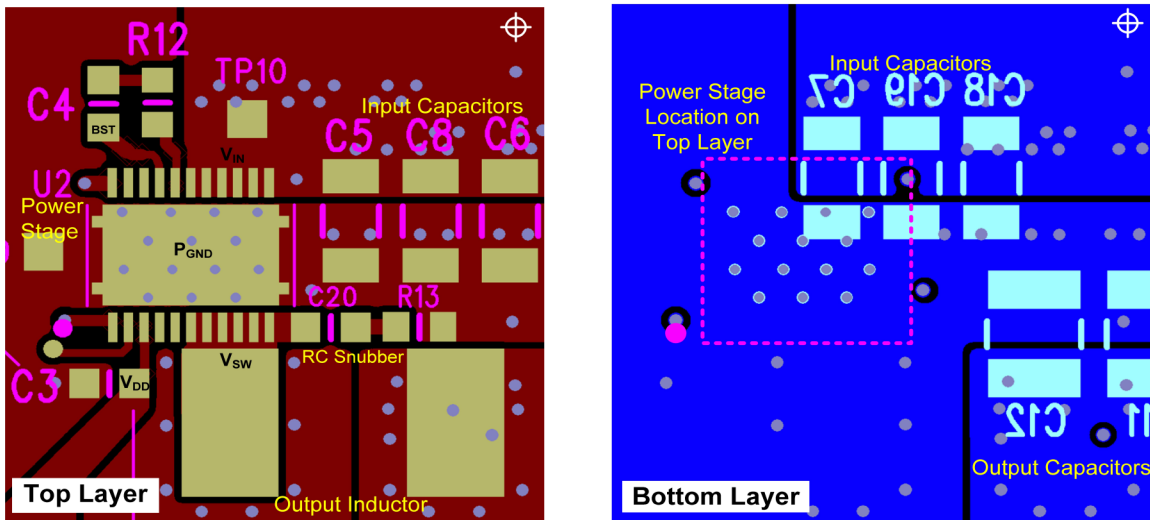 R12
TP10
C4
Input Capacitors
BST
C5
C8
C6
VIN
U2
Power
Stage
PGND
C20
R13
RC Snubber
C3
VDD
VSW
Output Inductor
Top Layer
Input Capacitors
Power Stage
Location on
Top Layer
C7
C19
C18
C12
11
Output Capacitors
Bottom Layer